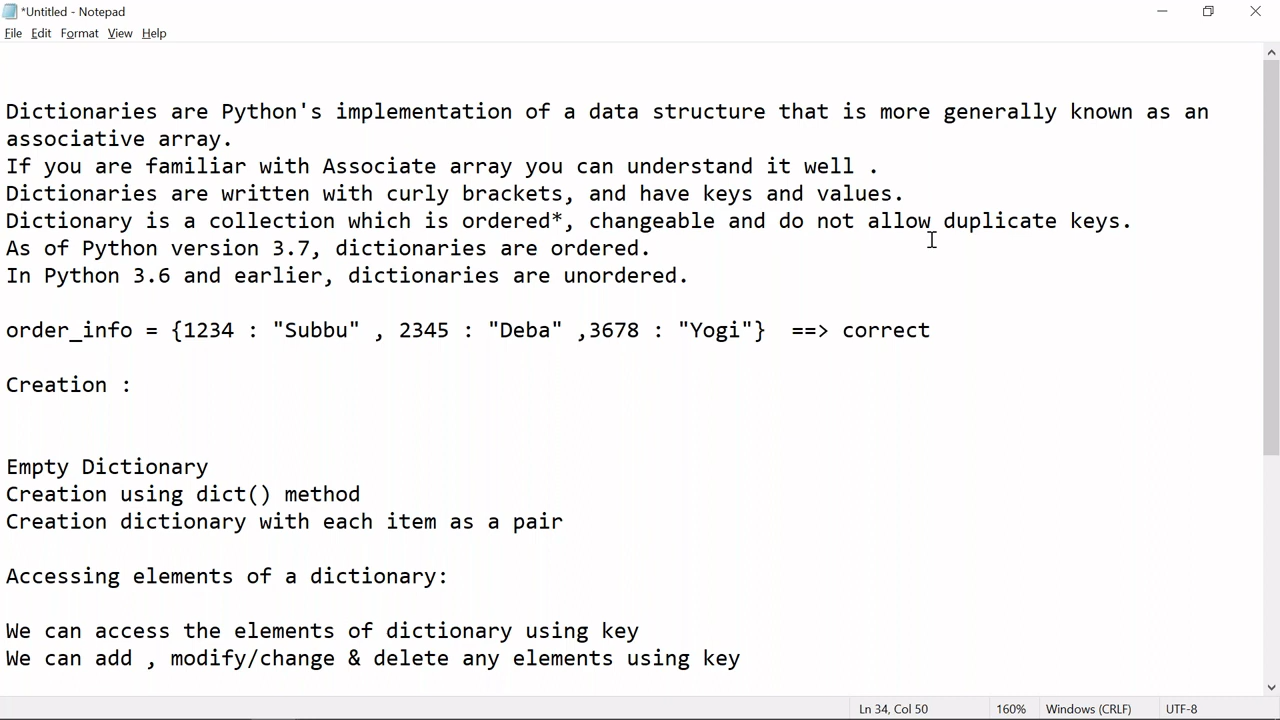 *Untitled - Notepad
File Edit Format View Help
Dictionaries are Python's implementation of a data structure that is more generally known as an
associative array.
If you are familiar with Associate array you can understand it well .
Dictionaries are written with curly brackets, and have keys and values.
Dictionary is a collection which is ordered*, changeable and do not allow duplicate keys.
As of Python version 3.7, dictionaries are ordered.
In Python 3.6 and earlier, dictionaries are unordered.
order_info = {1234 : "Subbu" , 2345 : "Deba" ,3678 : "Yogi"}  ==> correct
Creation :
Empty Dictionary
Creation using dict() method
Creation dictionary with each item as a pair
Accessing elements of a dictionary:
We can access the elements of dictionary using key
We can add , modify/change & delete any elements using key
Ln 34, Col 50 160% Windows (CRLF) UTF-8